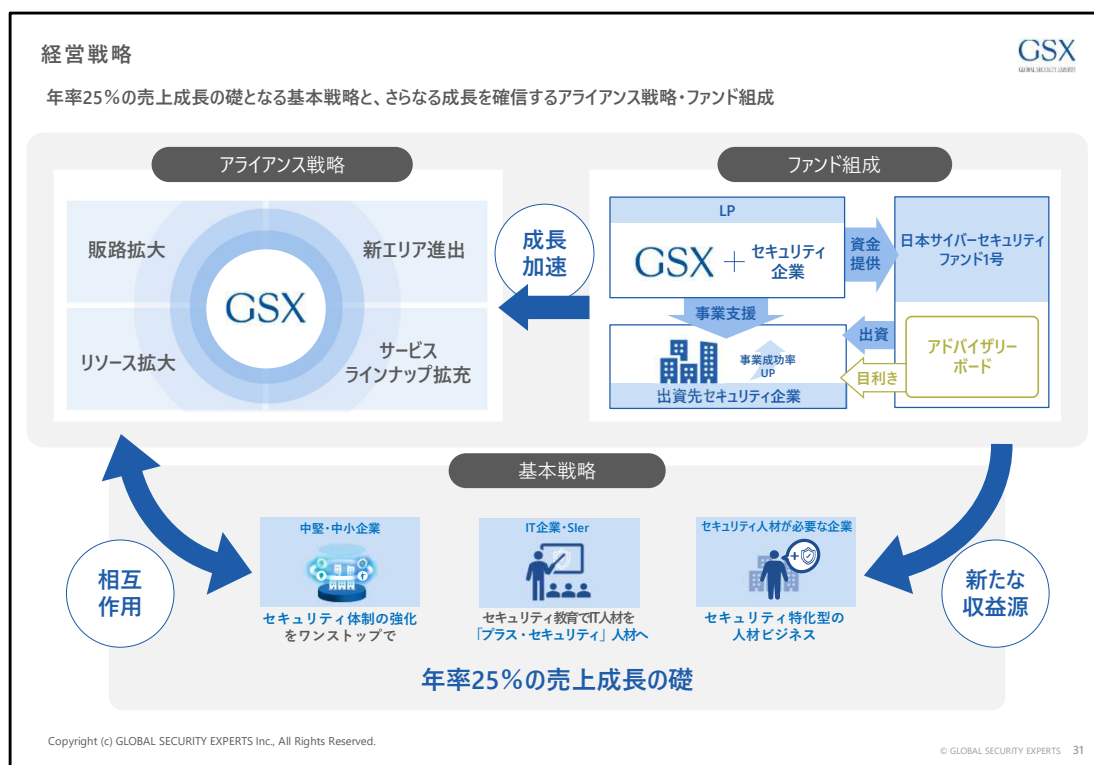 経営戦略
GSX
GLOBAL SECURITY EXPERTS
年率25%の売上成長の礎となる基本戦略と、さらなる成長を確信するアライアンス戦略・ファンド組成
アライアンス戦略
販路拡大
新エリア進出
GSX
リソース拡大
サービス
ラインナップ拡充
成長
加速
ファンド組成
LP
GSX + セキュリティ
企業
資金
提供
日本サイバーセキュリティ
ファンド1号
事業支援
出資
事業成功率
UP
目利き
アドバイザリー
ボード
出資先セキュリティ企業
基本戦略
相互
作用
中堅・中小企業
セキュリティ体制の強化
をワンストップで
IT企業・SIer
セキュリティ教育でIT人材を
「プラス・セキュリティ」人材へ
セキュリティ人材が必要な企業
セキュリティ特化型の
人材ビジネス
新たな
収益源
年率25%の売上成長の礎
Copyright (c) GLOBAL SECURITY EXPERTS Inc., All Rights Reserved.
© GLOBAL SECURITY EXPERTS 31